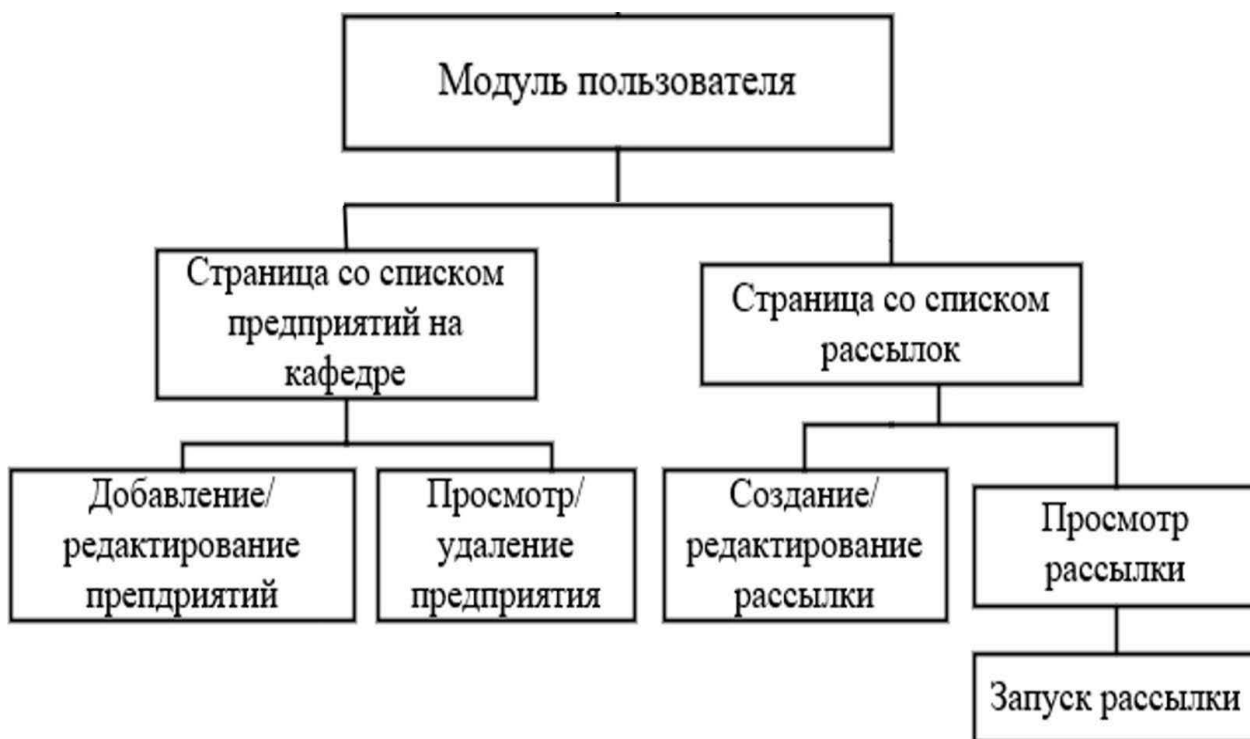 Модуль пользователя
Страница со списком
предприятий на
кафедре
Страница со списком
рассылок
Добавление/
редактирование
препдриятий
Просмотр/
удаление
предприятия
Создание/
редактирование
рассылки
Просмотр
рассылки
Запуск рассылки